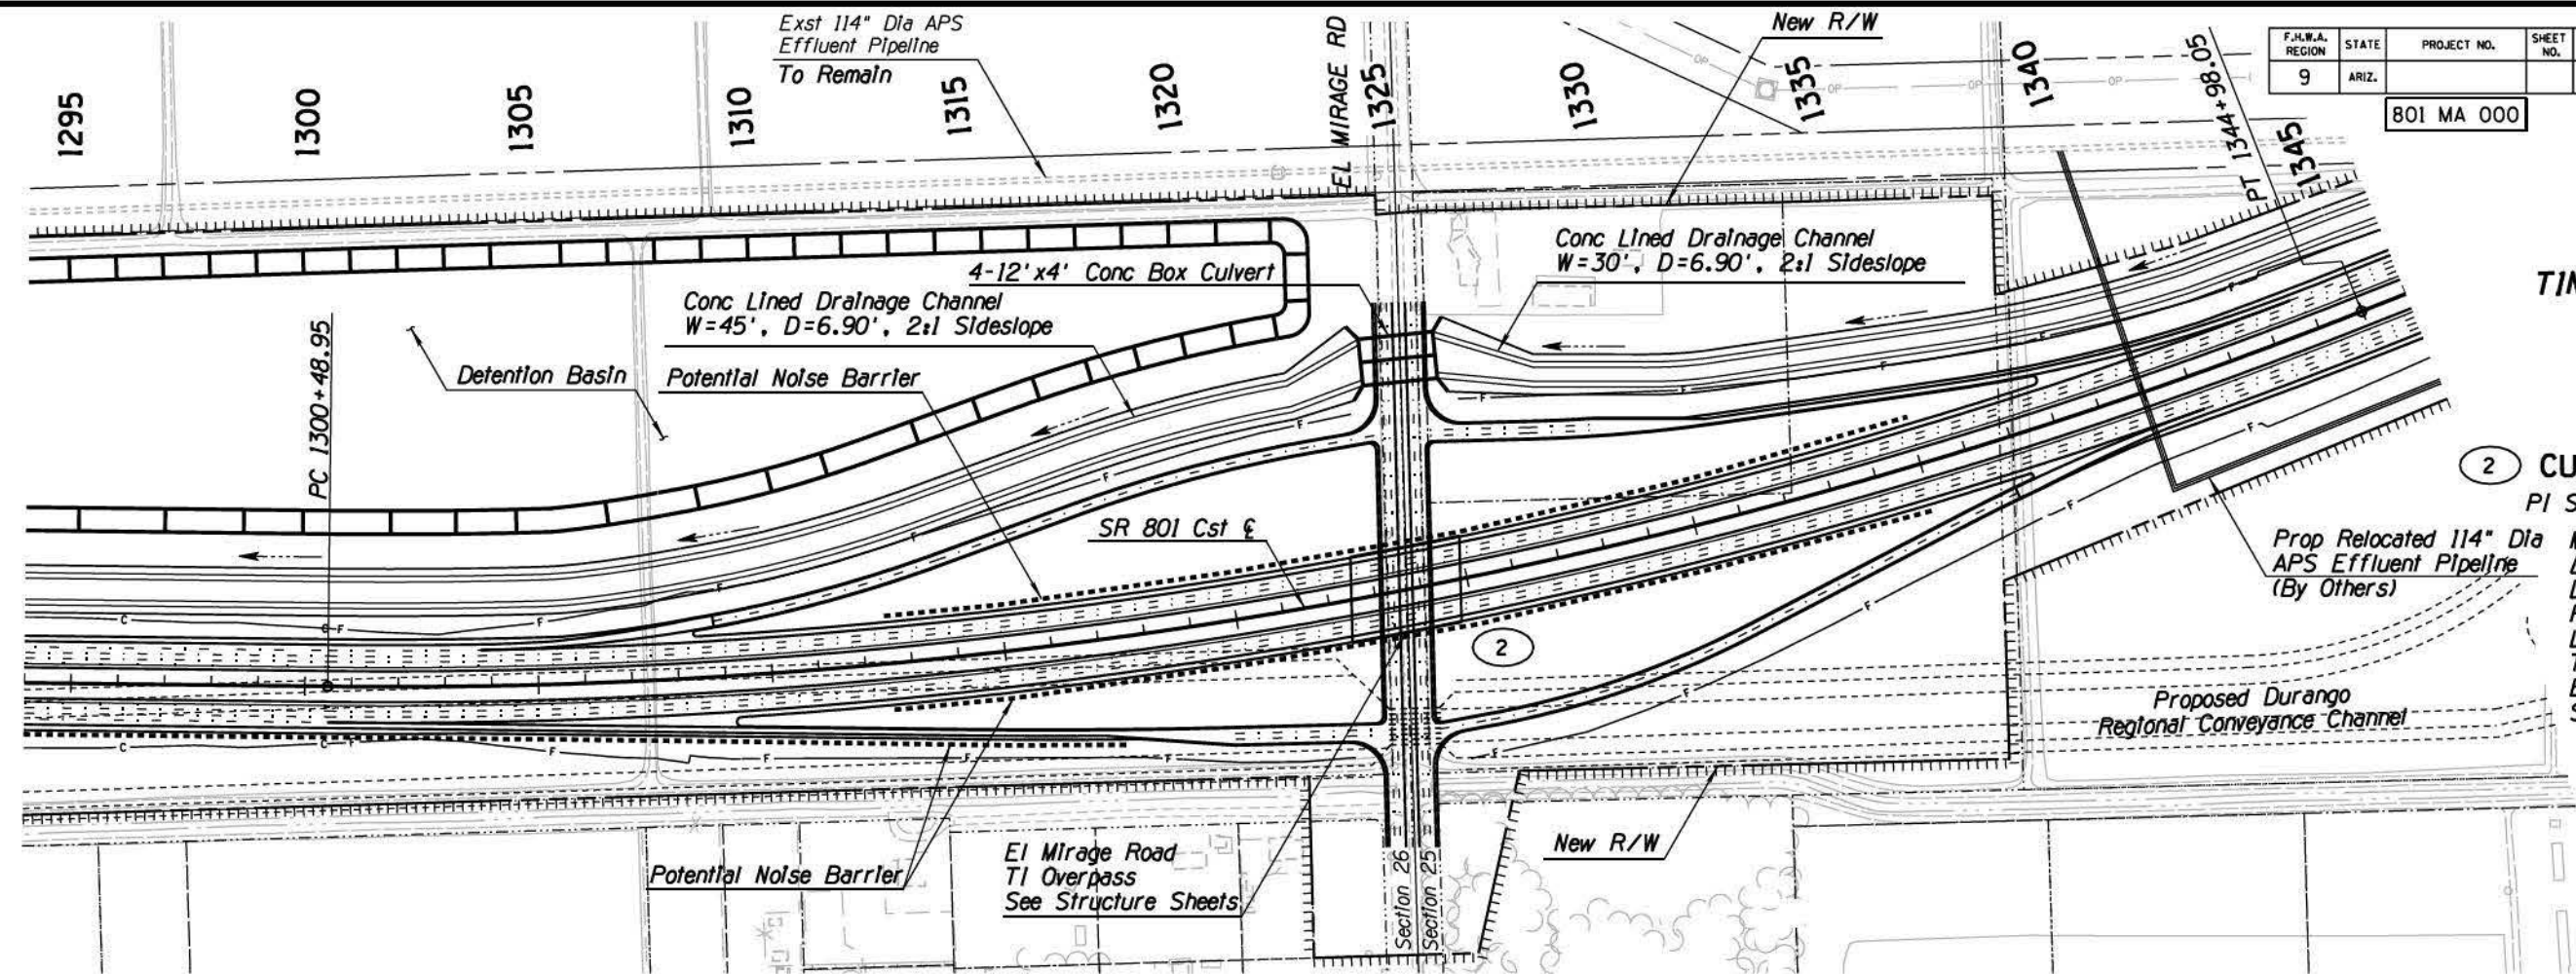 Exst 114" Dia APS
Effluent Pipeline
To Remain
EL MIRAGE RD
New R/W
1295
1300
1305
1310
1315
1320
1325
1330
1335
1340
1345
PT 1344+98.05
F.H.W.A. REGION
STATE
PROJECT NO.
SHEET NO.
9
ARIZ.
801 MA 000
OP
OP
OP
OP
Conc Lined Drainage Channel
W=30', D=6.90', 2:1 Sideslope
4-12'x4' Conc Box Culvert
Conc Lined Drainage Channel
W=45', D=6.90', 2:1 Sideslope
PC 1300+48.95
Detention Basin
Potential Noise Barrier
SR 801 Cst ℄
2
2
Prop Relocated 114" Dia
APS Effluent Pipeline
(By Others)
Proposed Durango
Regional Conveyance Channel
Potential Noise Barrier
El Mirage Road
TI Overpass
See Structure Sheets
Section 26
Section 25
New R/W